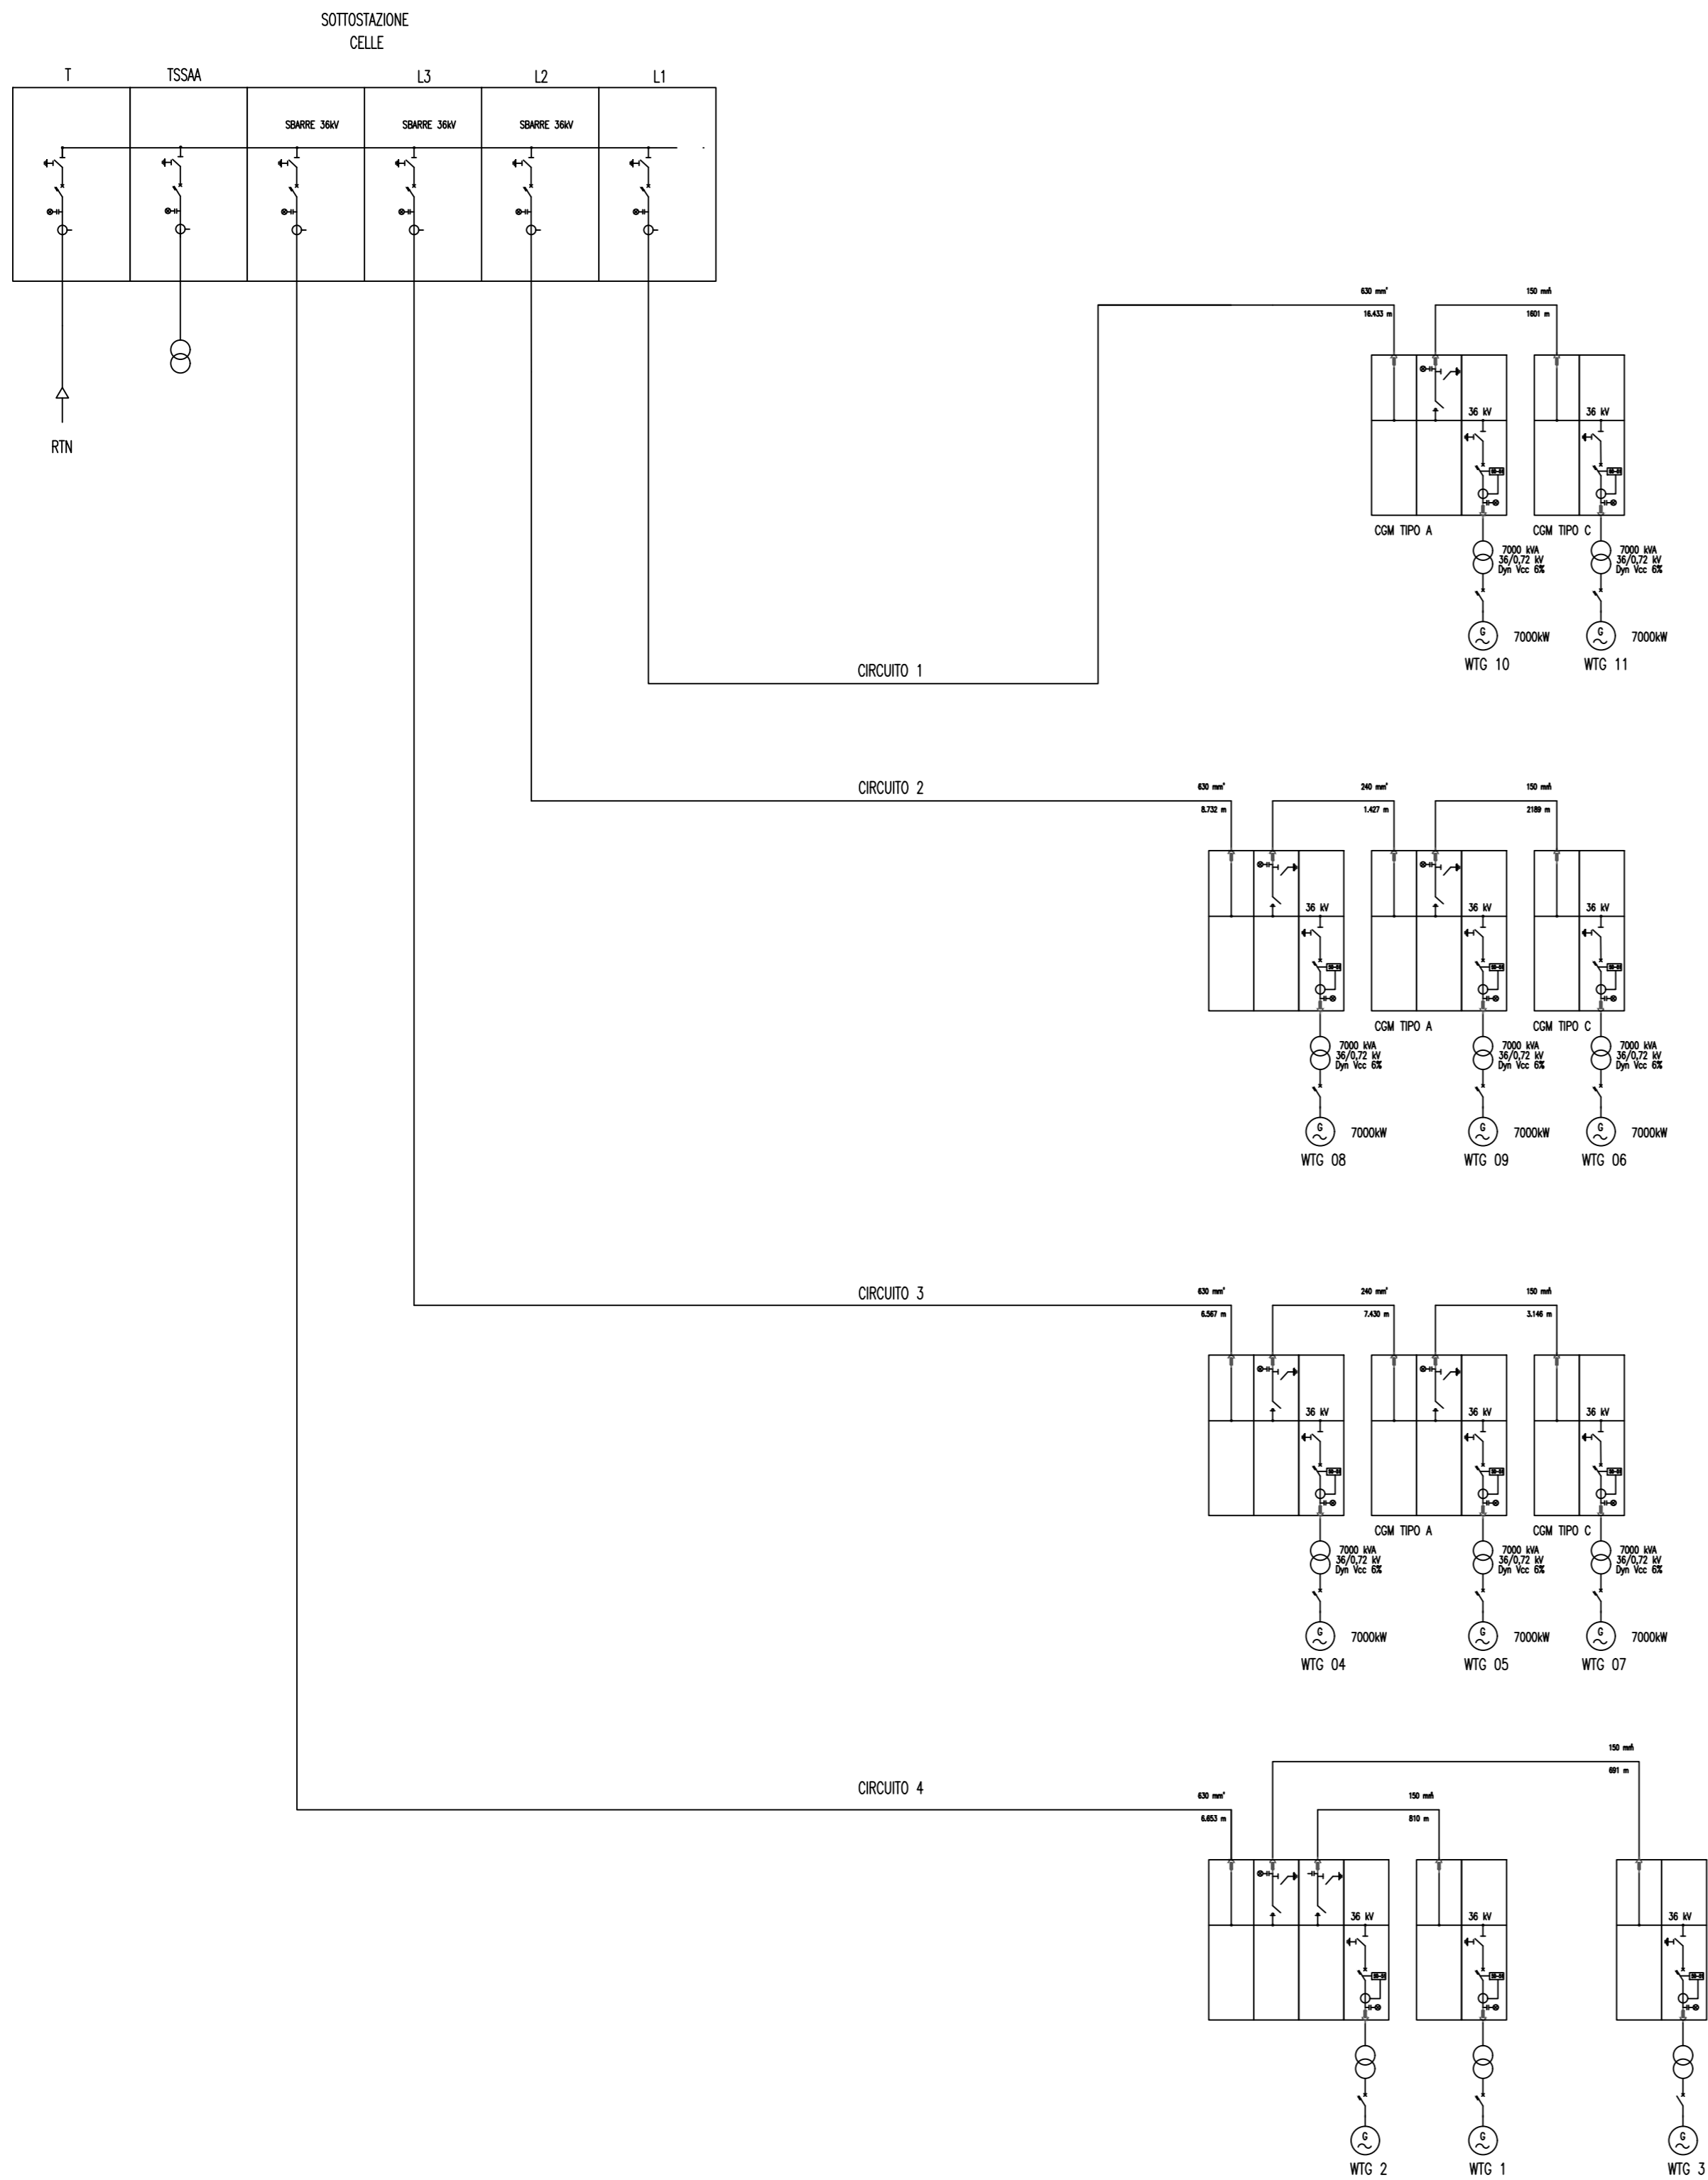 SOTTOSTAZIONE
CELLE
T
TSSAA
L3
L2
L1
SBARRE 36kV
SBARRE 36kV
SBARRE 36kV
RTN
630 mm²
16.433 m
150 mm²
1601 m
36 kV
36 kV
CGM TIPO A
CGM TIPO C
7000 kVA
36/0,72 kV
Dyn Vcc 6%
7000 kVA
36/0,72 kV
Dyn Vcc 6%
G
7000kW
G
7000kW
WTG 10
WTG 11
CIRCUITO 1
CIRCUITO 2
630 mm²
8.732 m
240 mm²
1.427 m
150 mm²
2189 m
36 kV
36 kV
36 kV
CGM TIPO A
CGM TIPO C
7000 kVA
36/0,72 kV
Dyn Vcc 6%
7000 kVA
36/0,72 kV
Dyn Vcc 6%
7000 kVA
36/0,72 kV
Dyn Vcc 6%
G
7000kW
G
7000kW
G
7000kW
WTG 08
WTG 09
WTG 06
CIRCUITO 3
630 mm²
6.567 m
240 mm²
7.430 m
150 mm²
3.146 m
36 kV
36 kV
36 kV
CGM TIPO A
CGM TIPO C
7000 kVA
36/0,72 kV
Dyn Vcc 6%
7000 kVA
36/0,72 kV
Dyn Vcc 6%
7000 kVA
36/0,72 kV
Dyn Vcc 6%
G
7000kW
G
7000kW
G
7000kW
WTG 04
WTG 05
WTG 07
150 mm²
691 m
CIRCUITO 4
630 mm²
6.653 m
150 mm²
810 m
36 kV
36 kV
36 kV
G
G
G
WTG 2
WTG 1
WTG 3